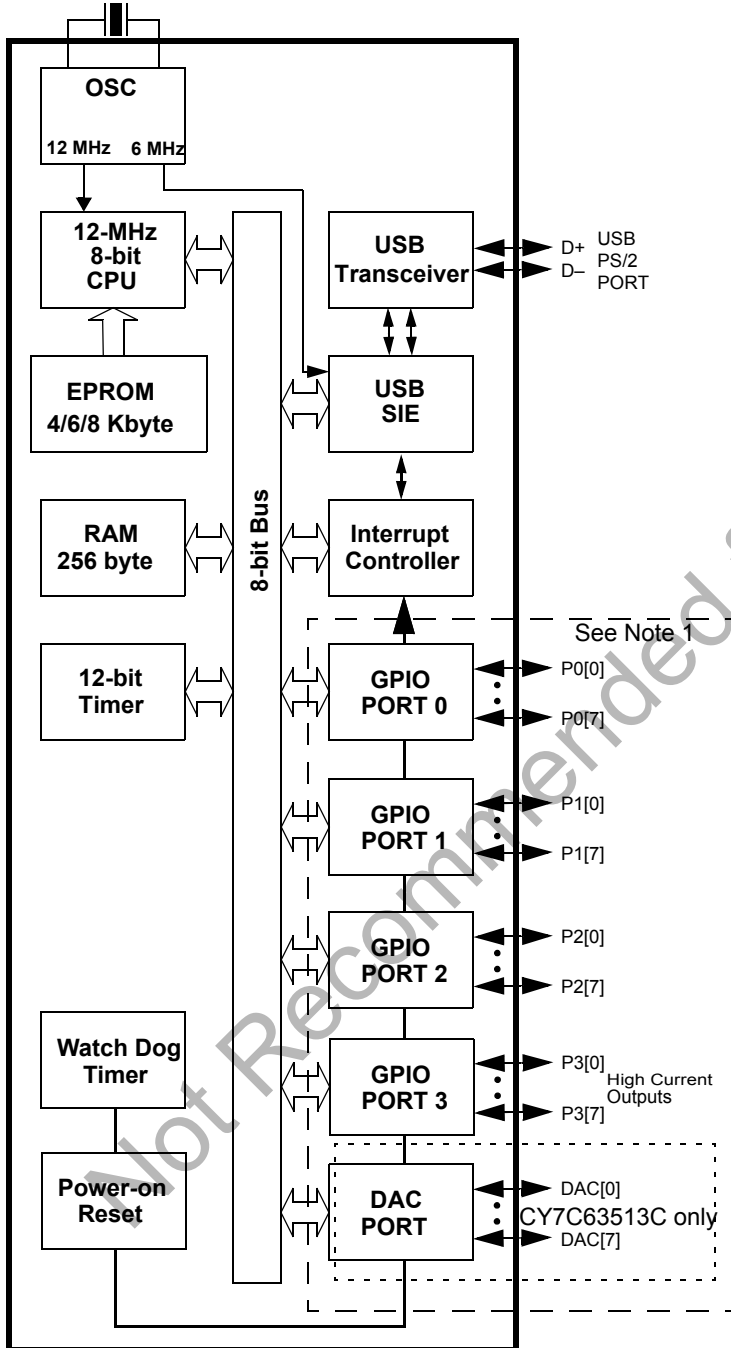 OSC
12 MHz 6 MHz
12-MHz
8-bit
CPU
USB
Transceiver
D+
D–
USB
PS/2
PORT
EPROM
4/6/8 Kbyte
USB
SIE
RAM
256 byte
8-bit Bus
Interrupt
Controller
See Note 1
12-bit
Timer
GPIO
PORT 0
P0[0]
P0[7]
GPIO
PORT 1
P1[0]
P1[7]
GPIO
PORT 2
P2[0]
P2[7]
Watch Dog
Timer
GPIO
PORT 3
P3[0]
High Current
Outputs
P3[7]
Power-on
Reset
DAC
PORT
DAC[0]
CY7C63513C only
DAC[7]
Not Recommended